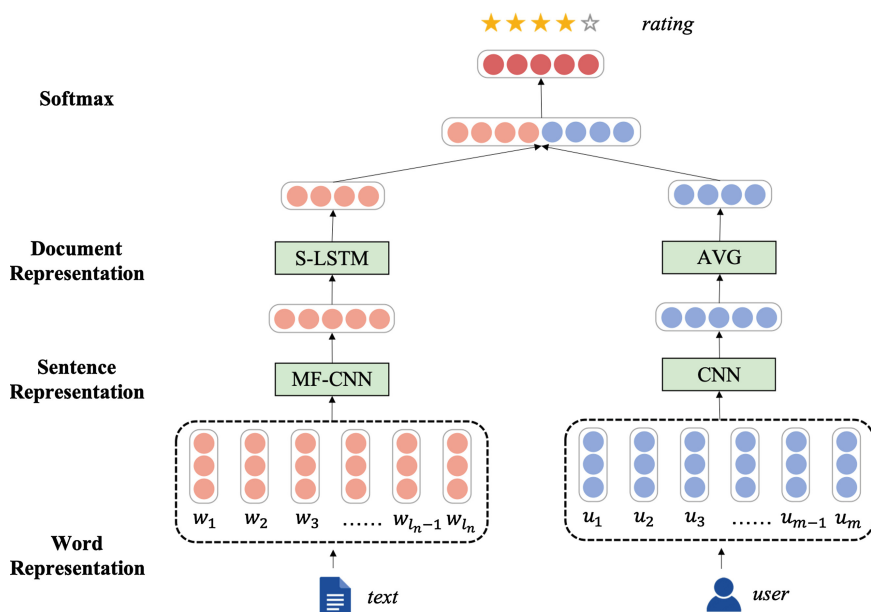 rating
Softmax
Document
Representation
S-LSTM
AVG
Sentence
Representation
MF-CNN
CNN
w₁ w₂ w₃ ...... wₗₙ₋₁ wₗₙ
u₁ u₂ u₃ ...... uₘ₋₁ uₘ
Word
Representation
text
user